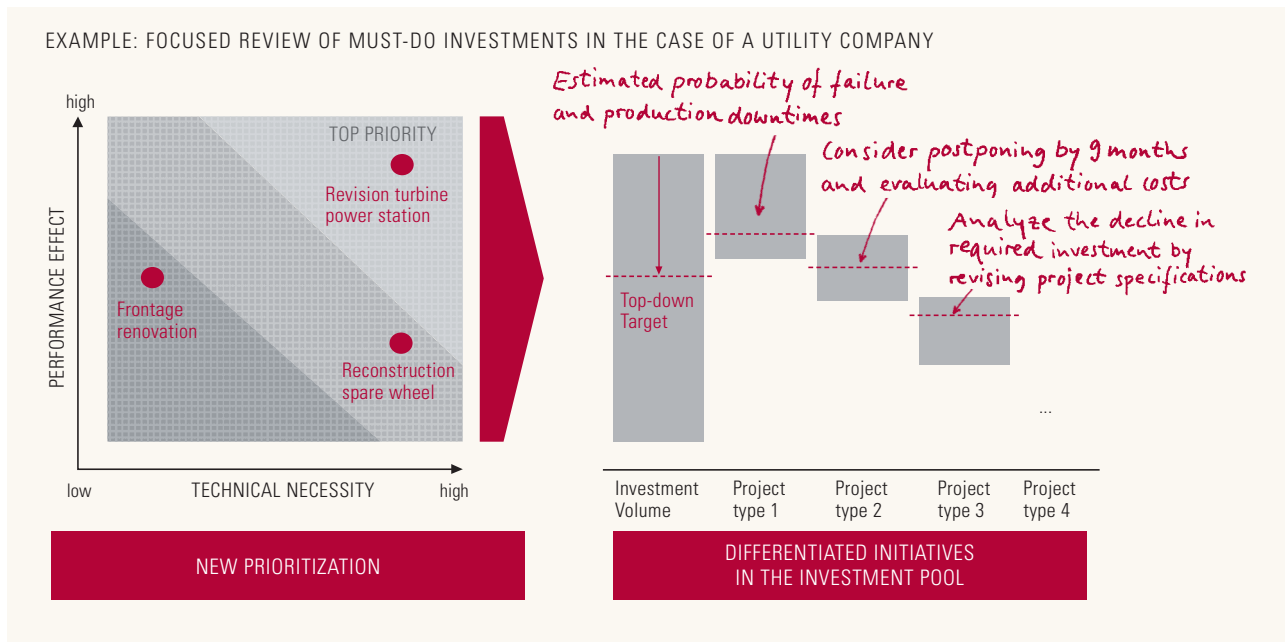 EXAMPLE: FOCUSED REVIEW OF MUST-DO INVESTMENTS IN THE CASE OF A UTILITY COMPANY
high
PERFORMANCE EFFECT
TOP PRIORITY
Revision turbine
power station
Frontage
renovation
Reconstruction
spare wheel
low
TECHNICAL NECESSITY
high
NEW PRIORITIZATION
Estimated probability of failure
and production downtimes
Consider postponing by 9 months
and evaluating additional costs
Analyze the decline in
required investment by
revising project specifications
Top-down
Target
...
Investment
Volume
Project
type 1
Project
type 2
Project
type 3
Project
type 4
DIFFERENTIATED INITIATIVES
IN THE INVESTMENT POOL